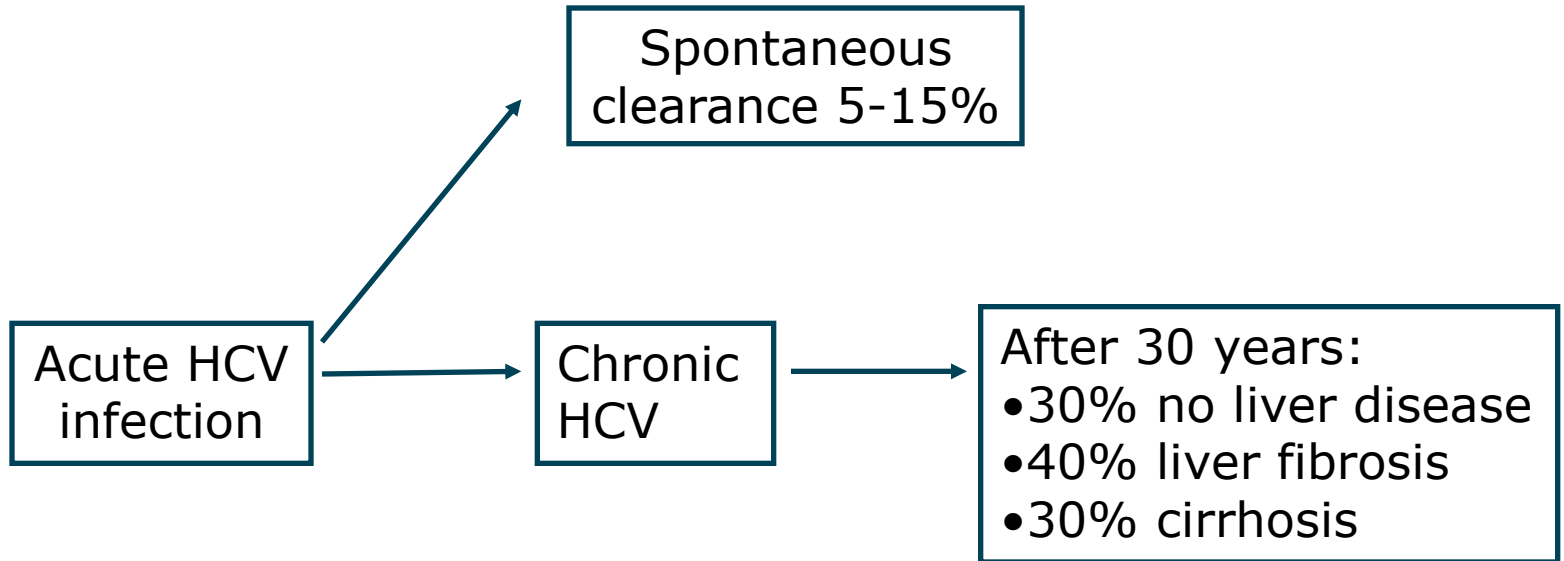 Spontaneous
clearance 5-15%
Acute HCV
infection
Chronic
HCV
After 30 years:
•30% no liver disease
•40% liver fibrosis
•30% cirrhosis